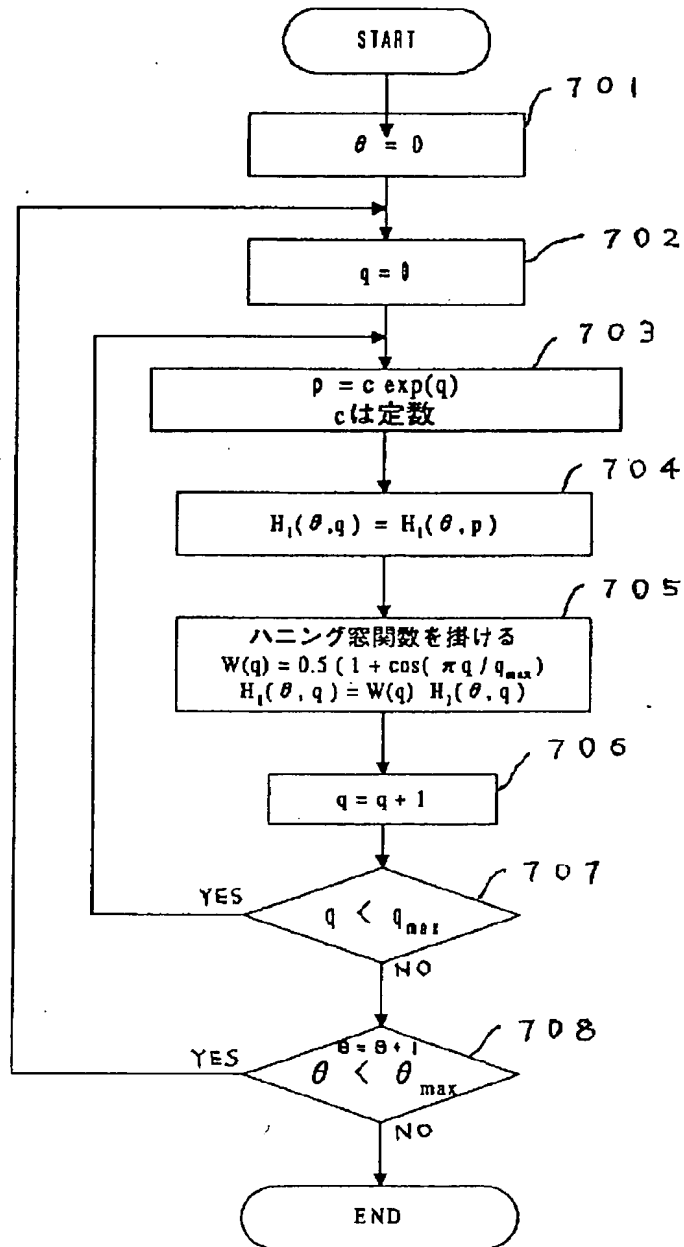 START
701
θ = 0
702
q = 0
703
p = c exp(q)
cは定数
704
H₁(θ,q) = H₁(θ,p)
705
ハニング窓関数を掛ける
W(q) = 0.5 (1 + cos( πq / qmax)
H₁(θ, q) = W(q) H₁(θ, q)
706
q = q + 1
707
YES
q < qmax
NO
708
θ = θ + 1
YES
θ < θmax
NO
END